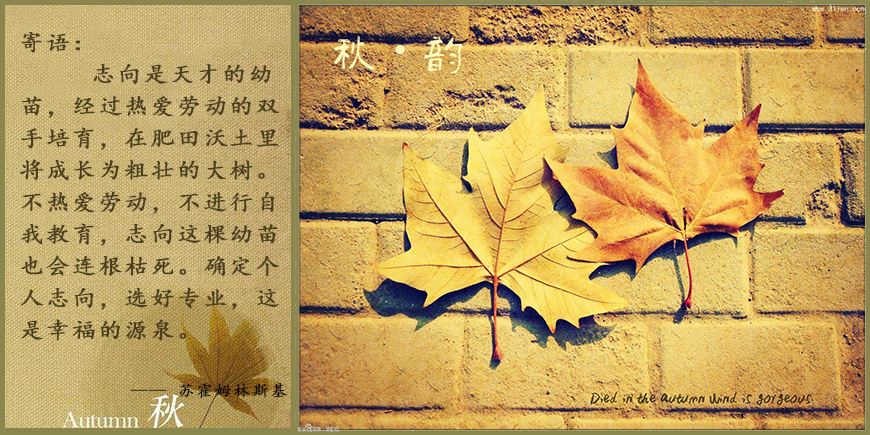 寄语：
志向是天才的幼
苗，经过热爱劳动的双
手培育，在肥田沃土里
将成长为粗壮的大树。
不热爱劳动，不进行自
我教育，志向这棵幼苗
也会连根枯死。确定个
人志向，选好专业，这
是幸福的源泉。
—— 苏霍姆林斯基
Autumn 秋
www.3lian.com
秋·韵
Died in the autumn wind is gorgeous